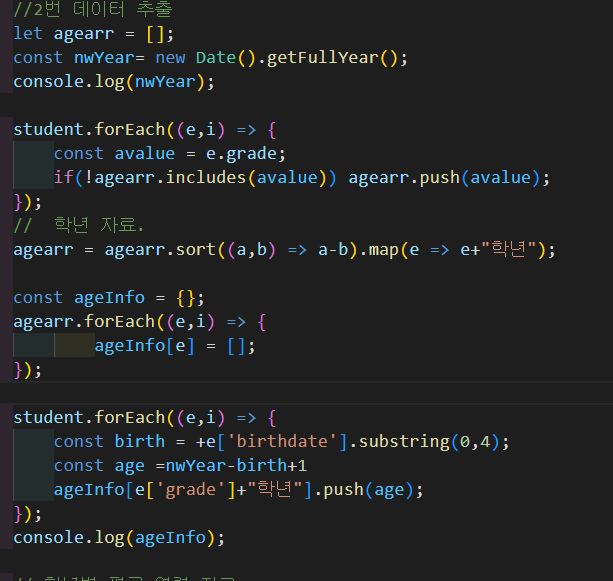 //2번 데이터 추출
let agearr = [];
const nwYear= new Date().getFullYear();
console.log(nwYear);
student.forEach((e,i) => {
const avalue = e.grade;
if(!agearr.includes(avalue)) agearr.push(avalue);
});
//  학년 자료.
agearr = agearr.sort((a,b) => a-b).map(e => e+"학년");
const ageInfo = {};
agearr.forEach((e,i) => {
ageInfo[e] = [];
});
student.forEach((e,i) => {
const birth = +e['birthdate'].substring(0,4);
const age =nwYear-birth+1
ageInfo[e['grade']+"학년"].push(age);
});
console.log(ageInfo);